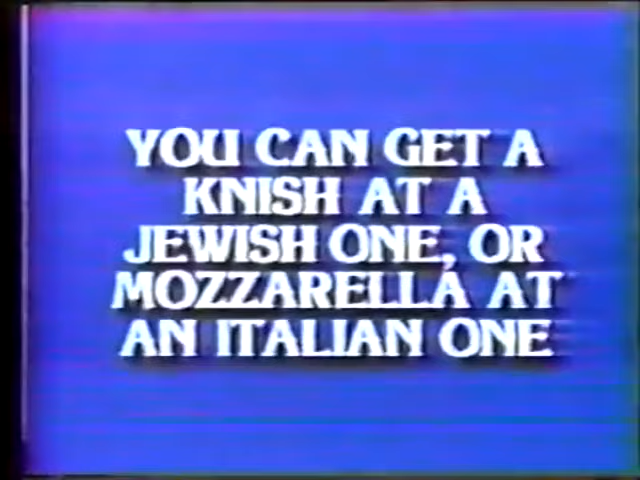 YOU CAN GET A
KNISH AT A
JEWISH ONE, OR
MOZZARELLA AT
AN ITALIAN ONE